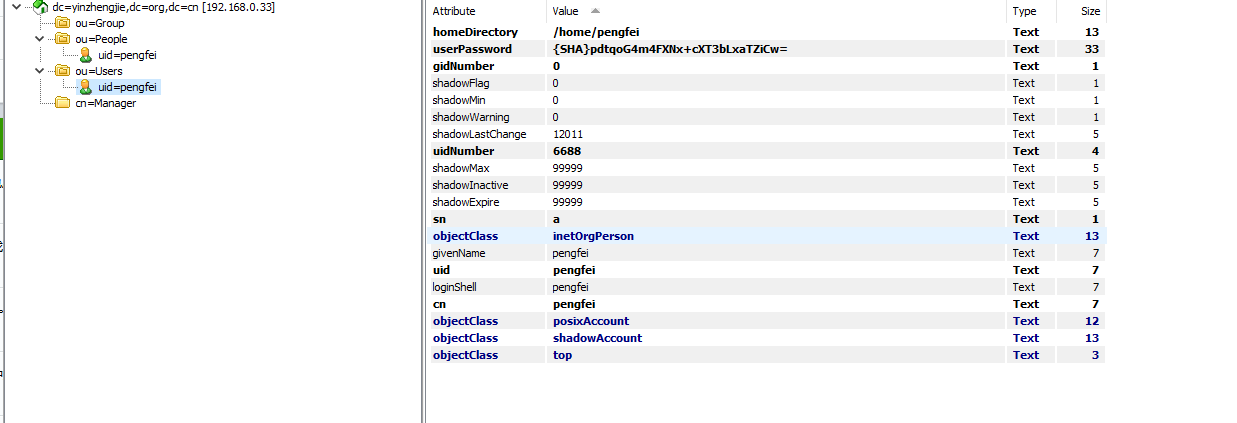 dc=yinzhengjie,dc=org,dc=cn [192.168.0.33]
ou=Group
ou=People
uid=pengfei
ou=Users
uid=pengfei
cn=Manager
Attribute Value Type Size
homeDirectory /home/pengfei Text 13
userPassword {SHA}pdtqoG4m4FXNx+cXT3bLxaTZiCw= Text 33
gidNumber 0 Text 1
shadowFlag 0 Text 1
shadowMin 0 Text 1
shadowWarning 0 Text 1
shadowLastChange 12011 Text 5
uidNumber 6688 Text 4
shadowMax 99999 Text 5
shadowInactive 99999 Text 5
shadowExpire 99999 Text 5
sn a Text 1
objectClass inetOrgPerson Text 13
givenName pengfei Text 7
uid pengfei Text 7
loginShell pengfei Text 7
cn pengfei Text 7
objectClass posixAccount Text 12
objectClass shadowAccount Text 13
objectClass top Text 3